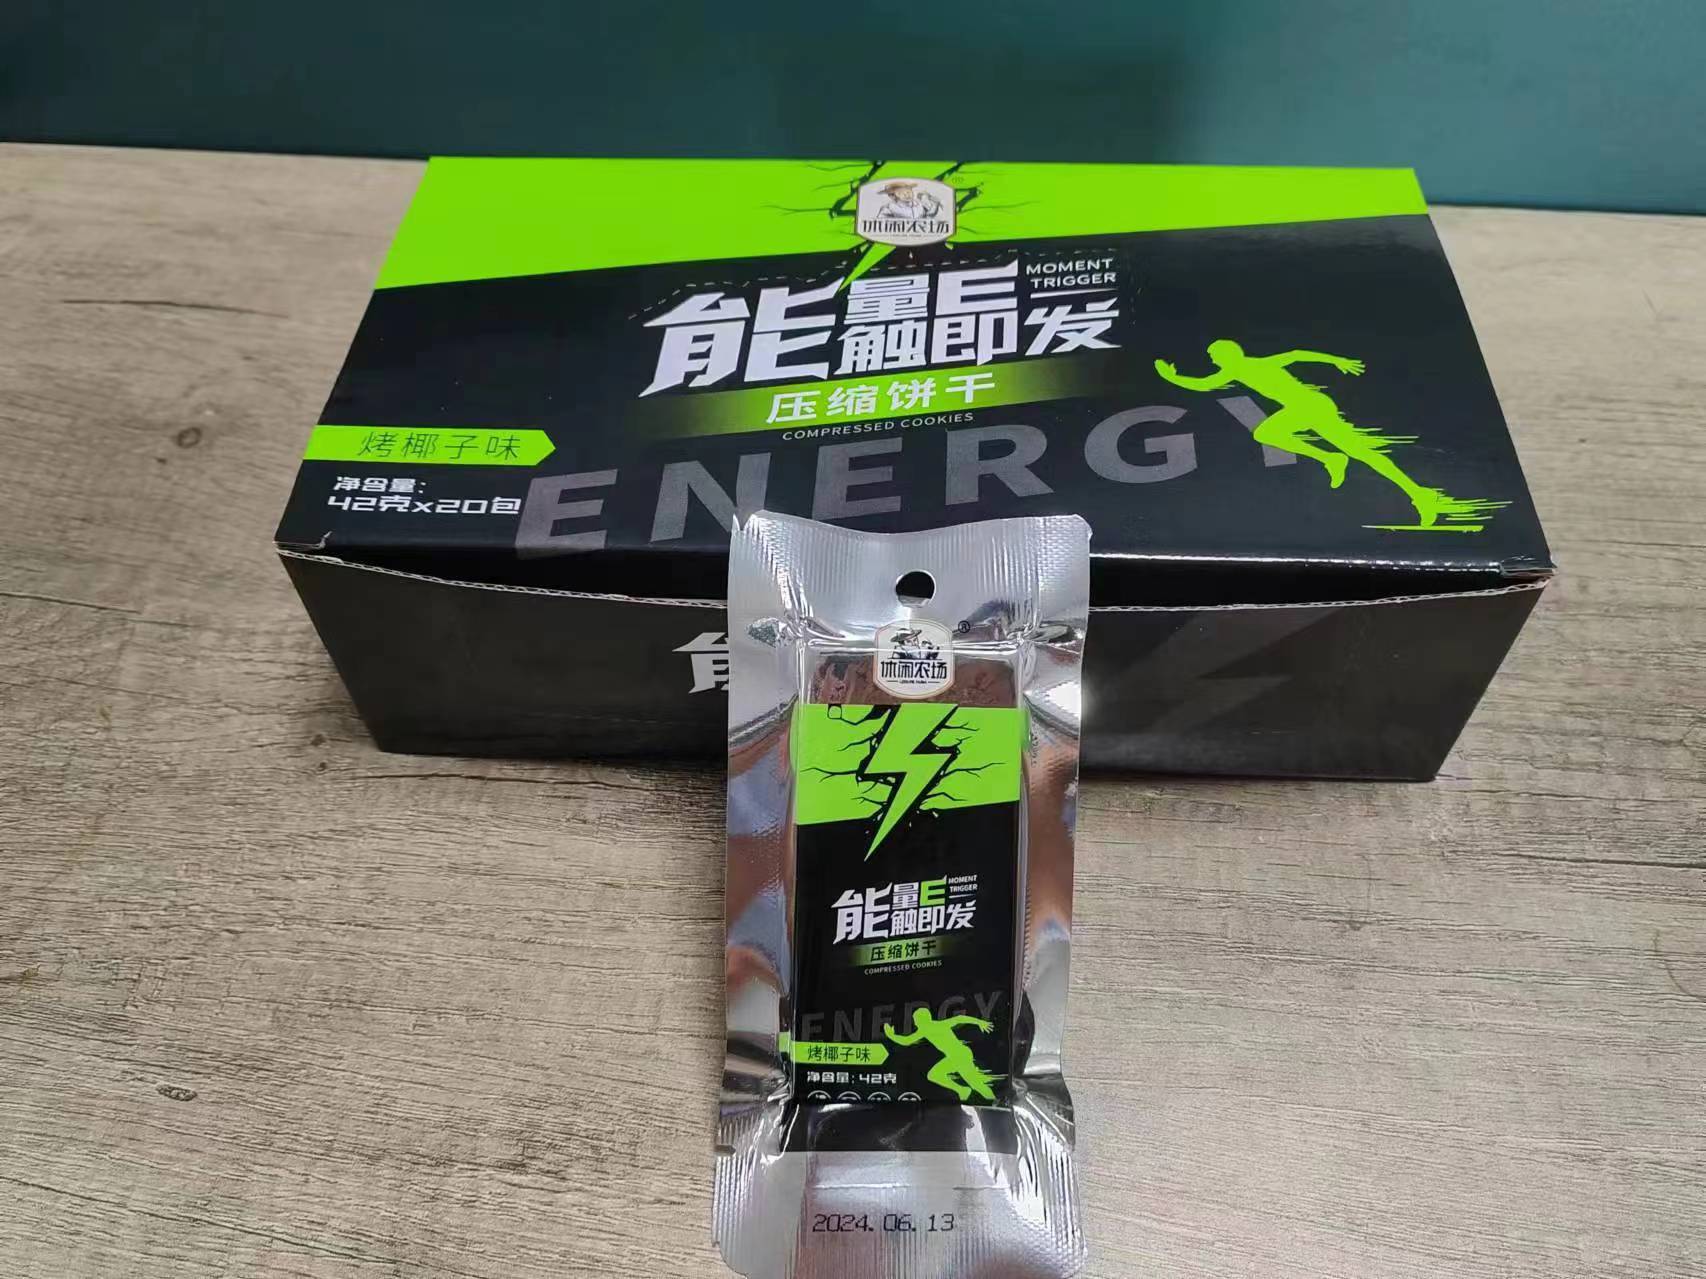 休闲农场
®
能量E触即发
MOMENT
TRIGGER
压缩饼干
COMPRESSED COOKIES
ENERGY
烤椰子味
净含量:
42克x20包
能
®
休闲农场
能量E触即发
MOMENT
TRIGGER
压缩饼干
COMPRESSED COOKIES
ENERGY
烤椰子味
净含量:42克
2024.06.13